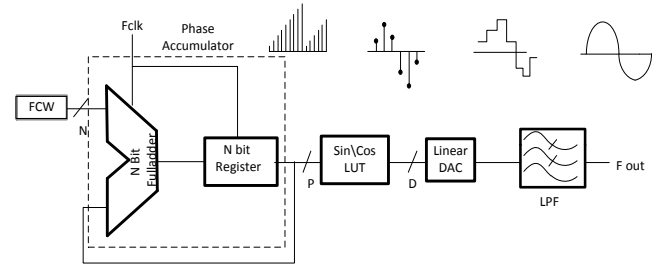 Fclk
Phase
Accumulator
FCW
N
N Bit
Fulladder
N bit
Register
P
Sin\Cos
LUT
D
Linear
DAC
LPF
F out